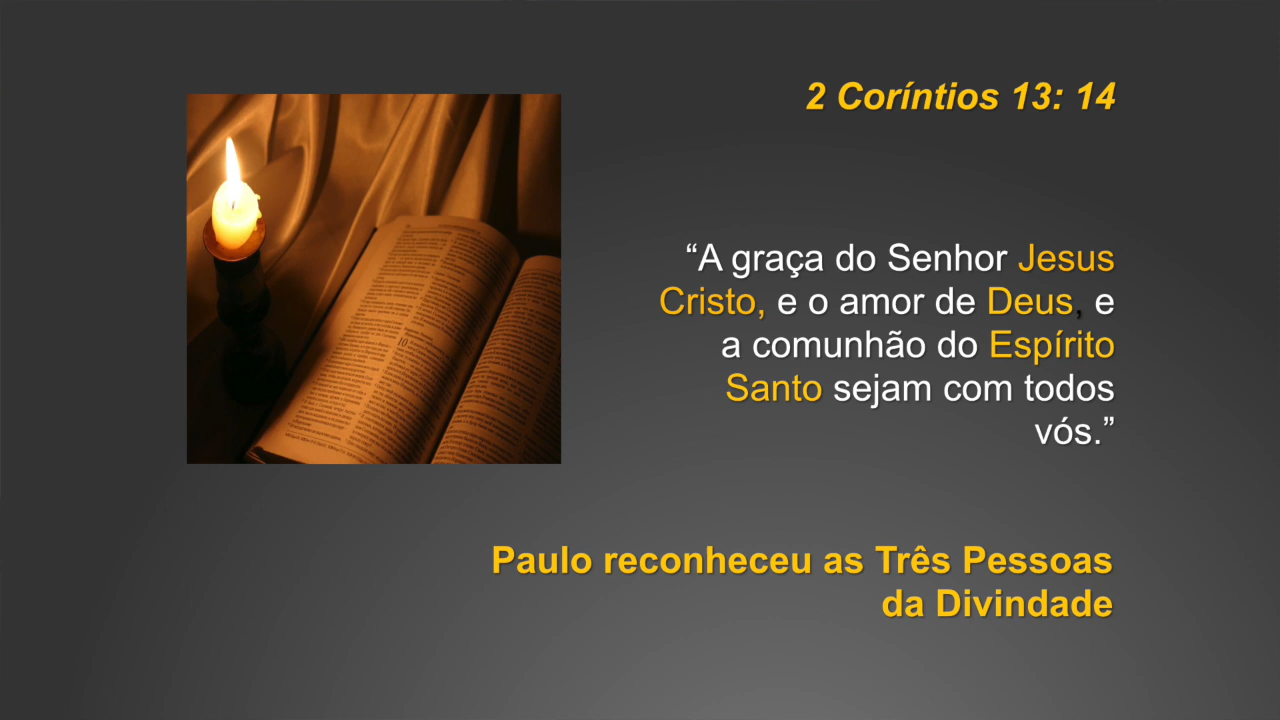 2 Coríntios 13: 14
“A graça do Senhor Jesus
Cristo, e o amor de Deus, e
a comunhão do Espírito
Santo sejam com todos
vós.”
Paulo reconheceu as Três Pessoas
da Divindade